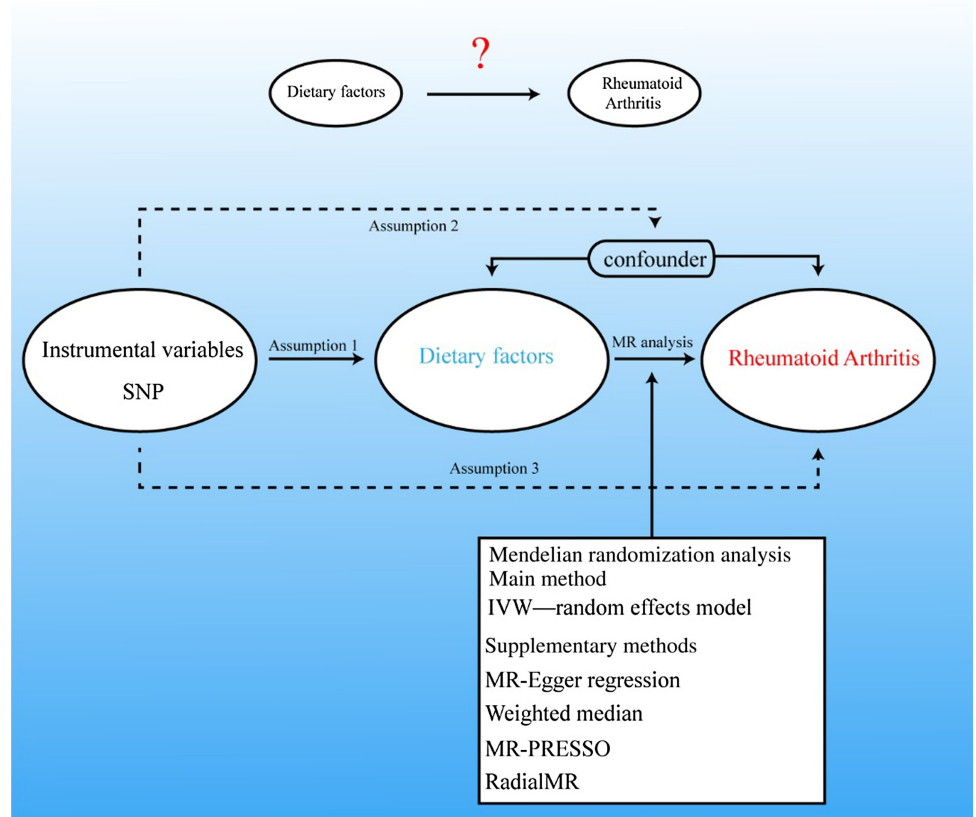 ?
Dietary factors
Rheumatoid
Arthritis
Assumption 2
confounder
Instrumental variables
SNP
Assumption 1
Dietary factors
MR analysis
Rheumatoid Arthritis
Assumption 3
Mendelian randomization analysis
Main method
IVW—random effects model
Supplementary methods
MR-Egger regression
Weighted median
MR-PRESSO
RadialMR